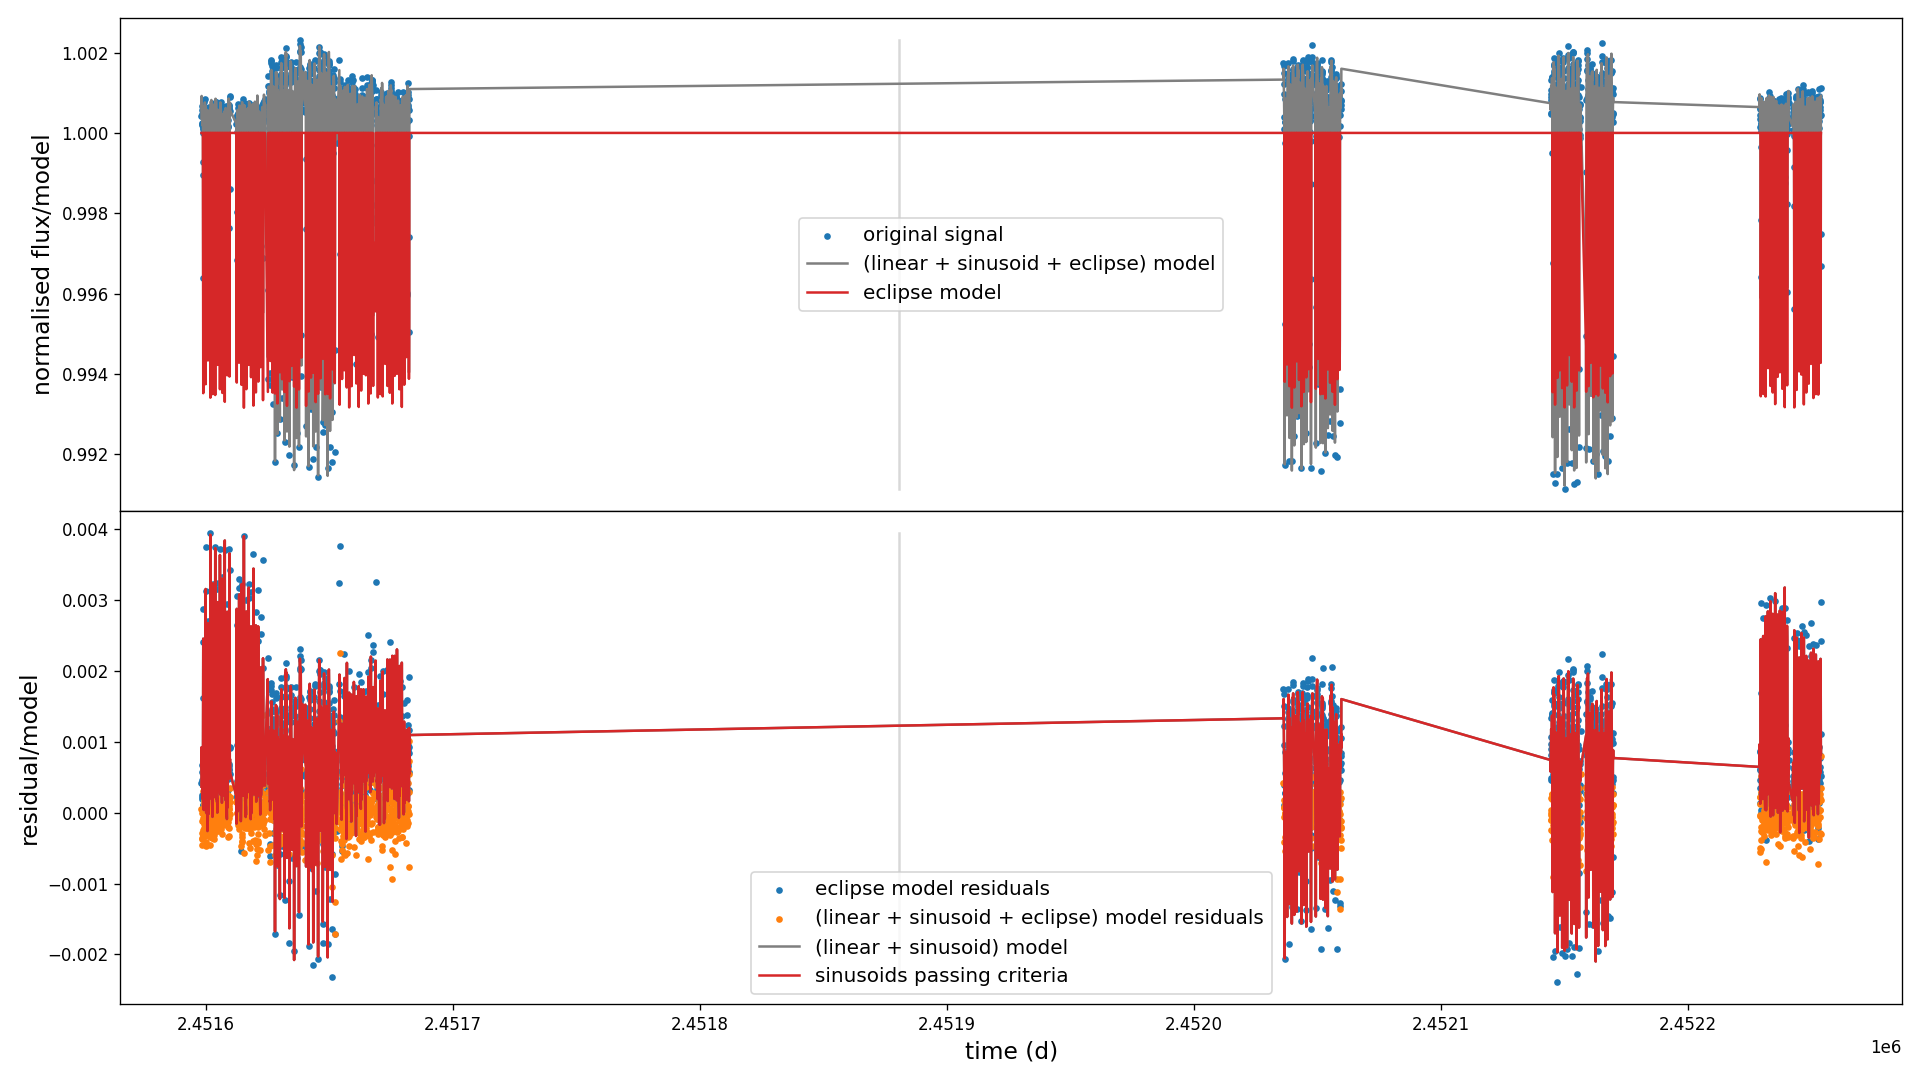 1.002
1.000
0.998
0.996
0.994
0.992
normalised flux/model
original signal
(linear + sinusoid + eclipse) model
eclipse model
0.004
0.003
0.002
0.001
0.000
−0.001
−0.002
residual/model
eclipse model residuals
(linear + sinusoid + eclipse) model residuals
(linear + sinusoid) model
sinusoids passing criteria
2.4516 2.4517 2.4518 2.4519 2.4520 2.4521 2.4522
1e6
time (d)